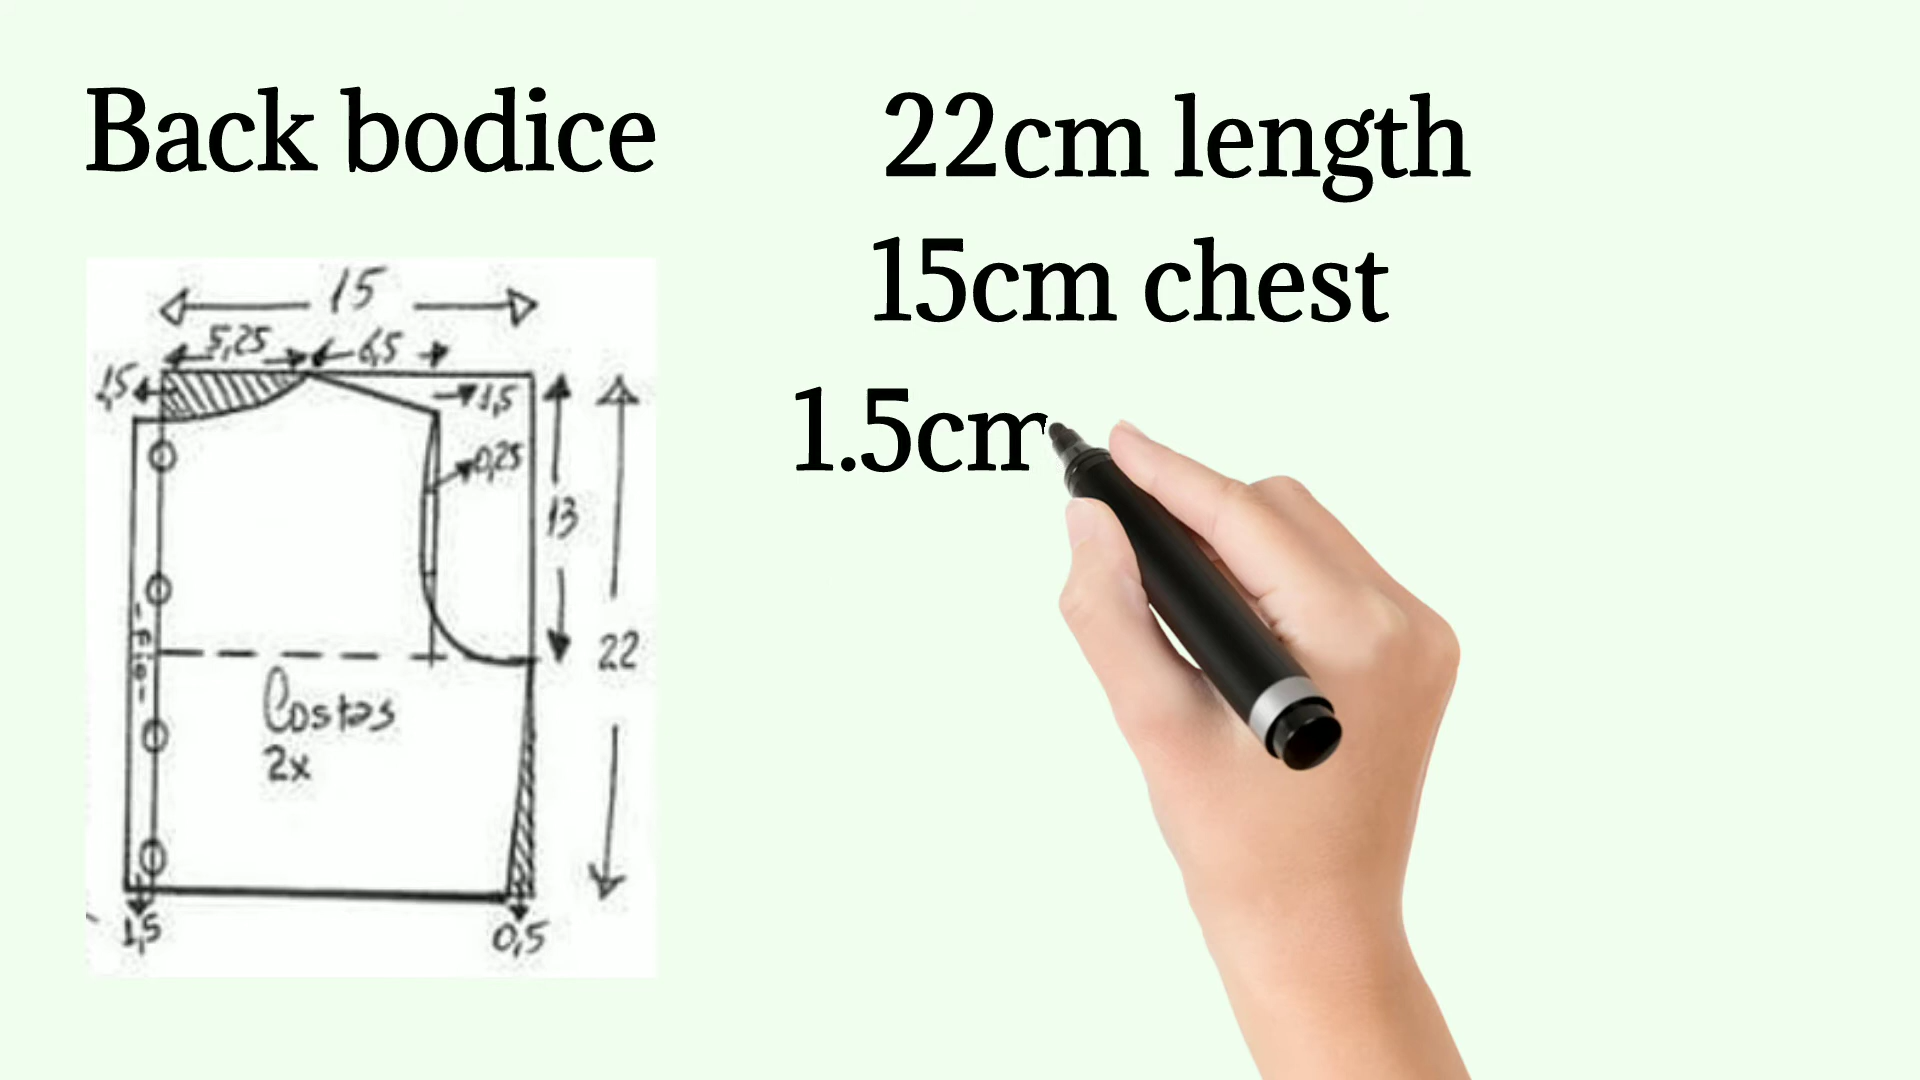 Back bodice
22cm length
15cm chest
1.5cm
15
5,25
6,5
1,5
1,5
0,25
13
22
- Fio -
Costas
2x
1,5
0,5